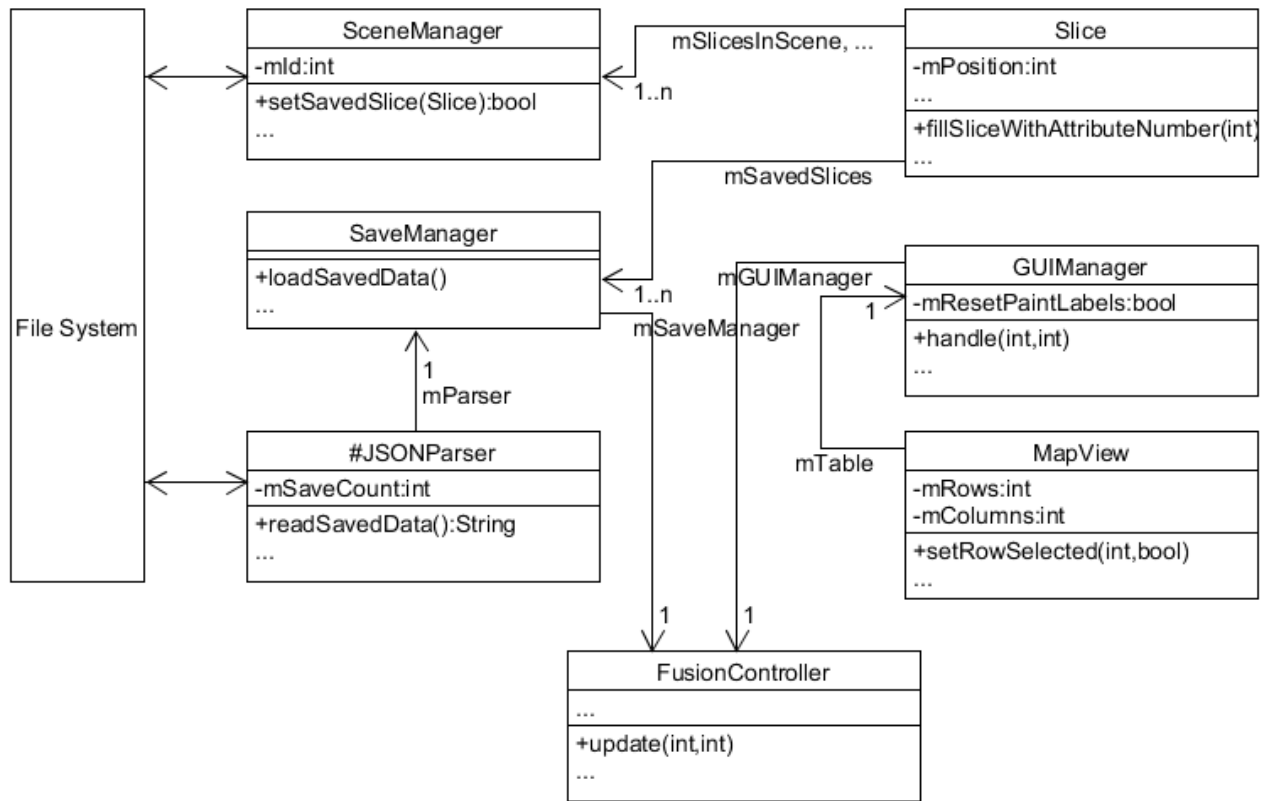 File System
SceneManager
-mId:int
+setSavedSlice(Slice):bool
...
mSlicesInScene, ...
1..n
Slice
-mPosition:int
...
+fillSliceWithAttributeNumber(int)
...
mSavedSlices
1..n
SaveManager
+loadSavedData()
...
mSaveManager
1
mGUIManager
1
GUIManager
-mResetPaintLabels:bool
+handle(int,int)
...
1
mTable
1
mParser
#JSONParser
-mSaveCount:int
+readSavedData():String
...
MapView
-mRows:int
-mColumns:int
+setRowSelected(int,bool)
...
FusionController
...
+update(int,int)
...